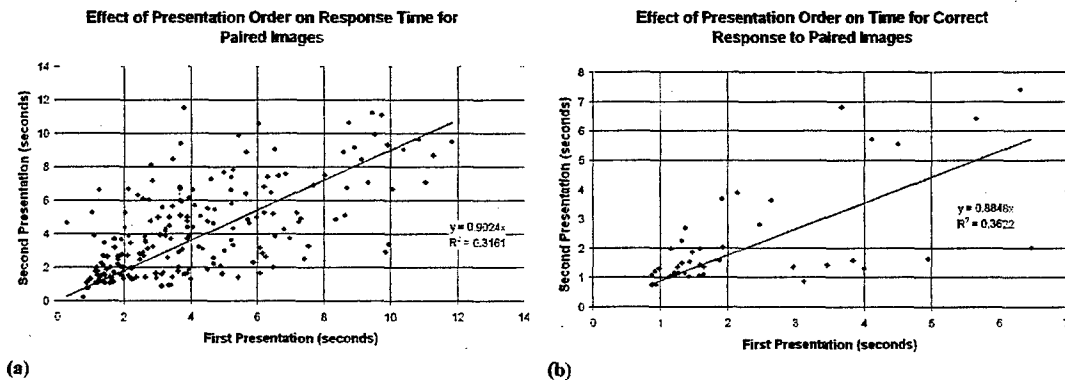 Effect of Presentation Order on Response Time for
Paired Images
Second Presentation (seconds)
14
12
10
8
6
4
2
0
y = 0.9024x
R² = 0.3161
0 2 4 6 8 10 12 14
First Presentation (seconds)
(a)
Effect of Presentation Order on Time for Correct
Response to Paired Images
Second Presentation (seconds)
8
7
6
5
4
3
2
1
0
y = 0.8846x
R² = 0.3622
0 1 2 3 4 5 6 7
First Presentation (seconds)
(b)